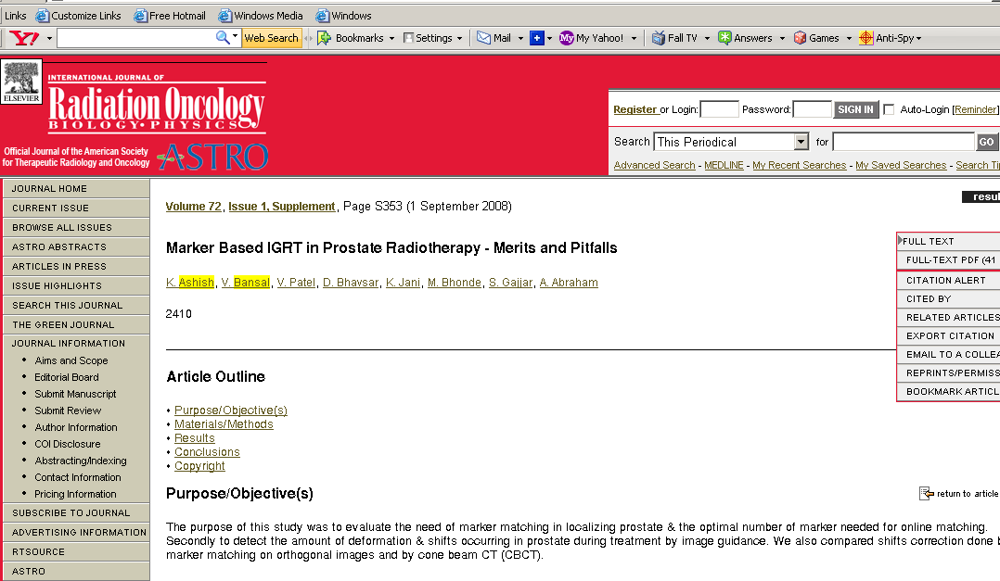 Links Customize Links Free Hotmail Windows Media Windows
Y! Web Search Bookmarks Settings Mail My My Yahoo! Fall TV Answers Games Anti-Spy
ELSEVIER
INTERNATIONAL JOURNAL OF
Radiation Oncology
BIOLOGY • PHYSICS
Official Journal of the American Society
for Therapeutic Radiology and Oncology
ASTRO
Register or Login: Password: SIGN IN Auto-Login [Reminder]
Search This Periodical for GO
Advanced Search - MEDLINE - My Recent Searches - My Saved Searches - Search Ti
JOURNAL HOME
CURRENT ISSUE
BROWSE ALL ISSUES
ASTRO ABSTRACTS
ARTICLES IN PRESS
ISSUE HIGHLIGHTS
SEARCH THIS JOURNAL
THE GREEN JOURNAL
JOURNAL INFORMATION
• Aims and Scope
• Editorial Board
• Submit Manuscript
• Submit Review
• Author Information
• COI Disclosure
• Abstracting/Indexing
• Contact Information
• Pricing Information
SUBSCRIBE TO JOURNAL
ADVERTISING INFORMATION
RTSOURCE
ASTRO
Volume 72, Issue 1, Supplement, Page S353 (1 September 2008)
Marker Based IGRT in Prostate Radiotherapy - Merits and Pitfalls
K. Ashish, V. Bansal, V. Patel, D. Bhavsar, K. Jani, M. Bhonde, S. Gajjar, A. Abraham
2410
Article Outline
• Purpose/Objective(s)
• Materials/Methods
• Results
• Conclusions
• Copyright
Purpose/Objective(s)
return to article
The purpose of this study was to evaluate the need of marker matching in localizing prostate & the optimal number of marker needed for online matching.
Secondly to detect the amount of deformation & shifts occurring in prostate during treatment by image guidance. We also compared shifts correction done b
marker matching on orthogonal images and by cone beam CT (CBCT).
resul
FULL TEXT
FULL-TEXT PDF (41
CITATION ALERT
CITED BY
RELATED ARTICLES
EXPORT CITATION
EMAIL TO A COLLEA
REPRINTS/PERMISS
BOOKMARK ARTICL